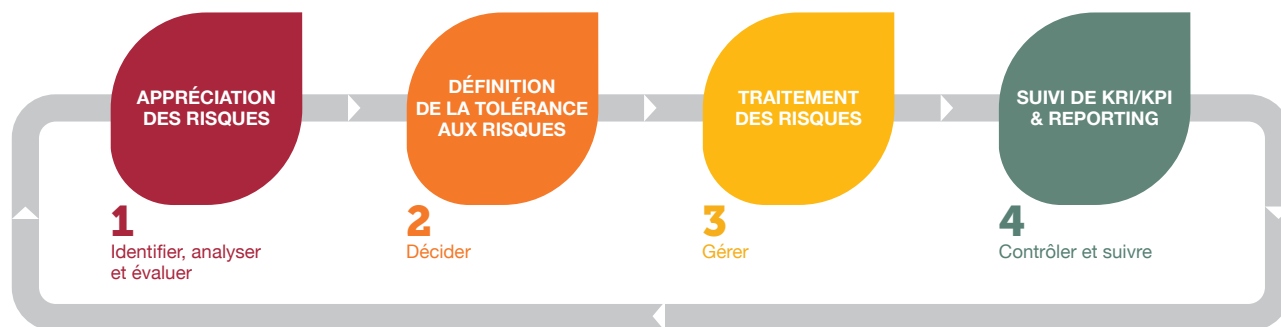 APPRÉCIATION
DES RISQUES
1
Identifier, analyser
et évaluer
DÉFINITION
DE LA TOLÉRANCE
AUX RISQUES
2
Décider
TRAITEMENT
DES RISQUES
3
Gérer
SUIVI DE KRI/KPI
& REPORTING
4
Contrôler et suivre